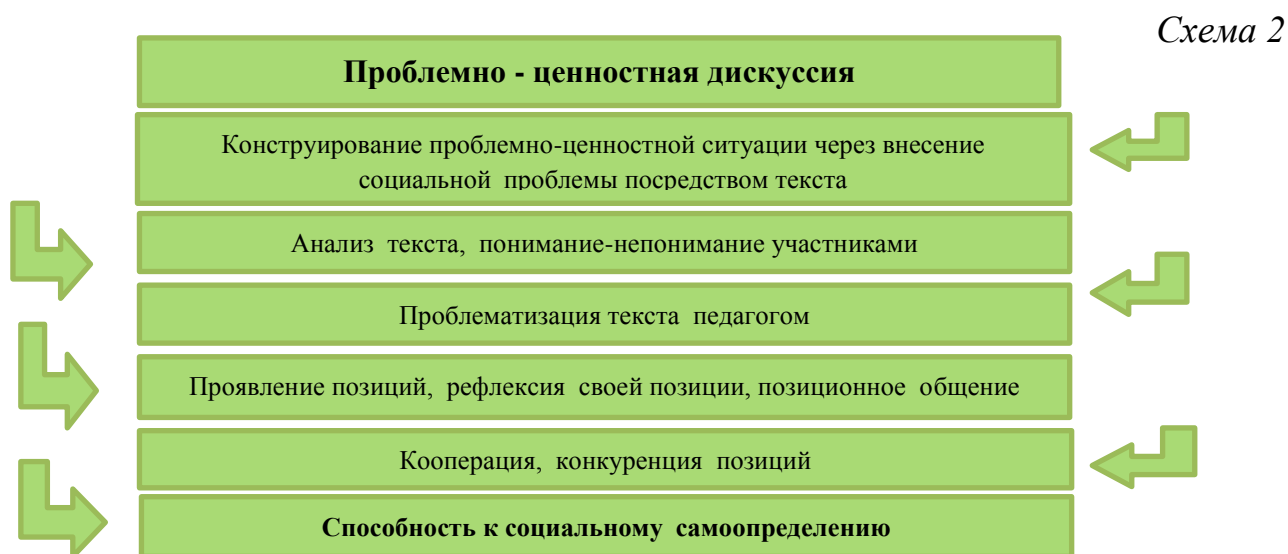 Схема 2
Проблемно - ценностная дискуссия
Конструирование проблемно-ценностной ситуации через внесение
социальной проблемы посредством текста
Анализ текста, понимание-непонимание участниками
Проблематизация текста педагогом
Проявление позиций, рефлексия своей позиции, позиционное общение
Кооперация, конкуренция позиций
Способность к социальному самоопределению